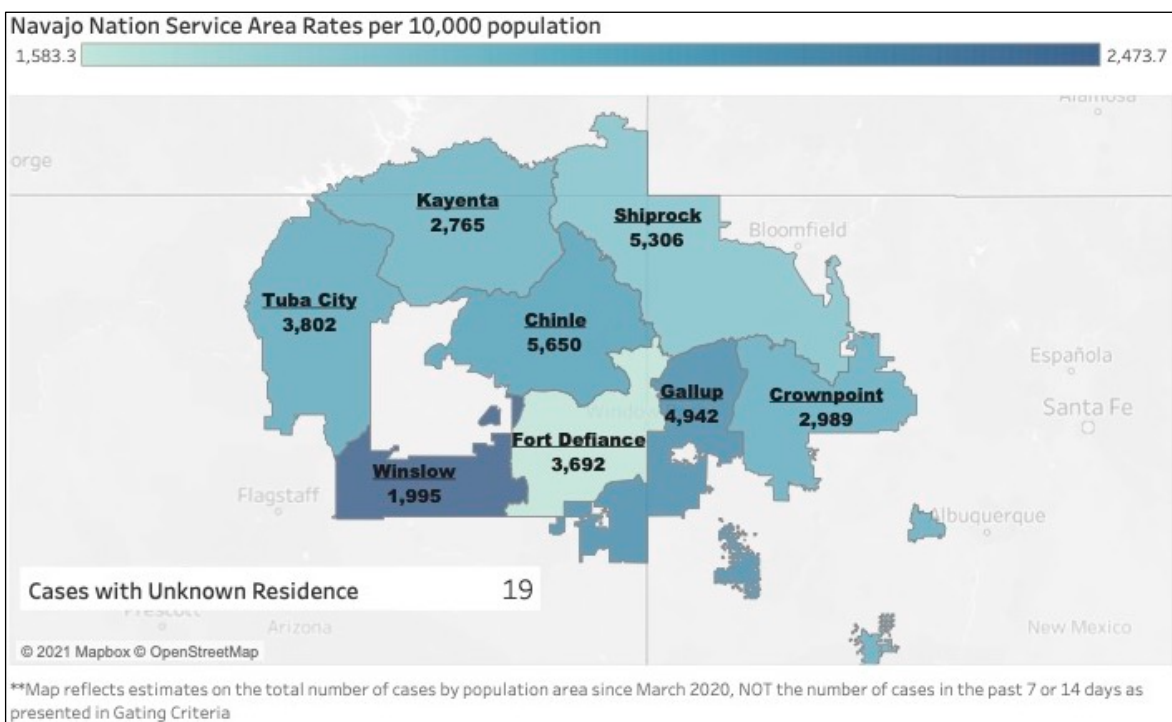 Navajo Nation Service Area Rates per 10,000 population
1,583.3
2,473.7
Alamosa
orge
Kayenta
2,765
Shiprock
5,306
Bloomfield
Tuba City
3,802
Chinle
5,650
Española
Gallup
4,942
Crownpoint
2,989
Santa Fe
Window
Fort Defiance
3,692
Winslow
1,995
Flagstaff
Albuquerque
Cases with Unknown Residence 19
Prescott
Arizona
New Mexico
© 2021 Mapbox © OpenStreetMap
**Map reflects estimates on the total number of cases by population area since March 2020, NOT the number of cases in the past 7 or 14 days as
presented in Gating Criteria